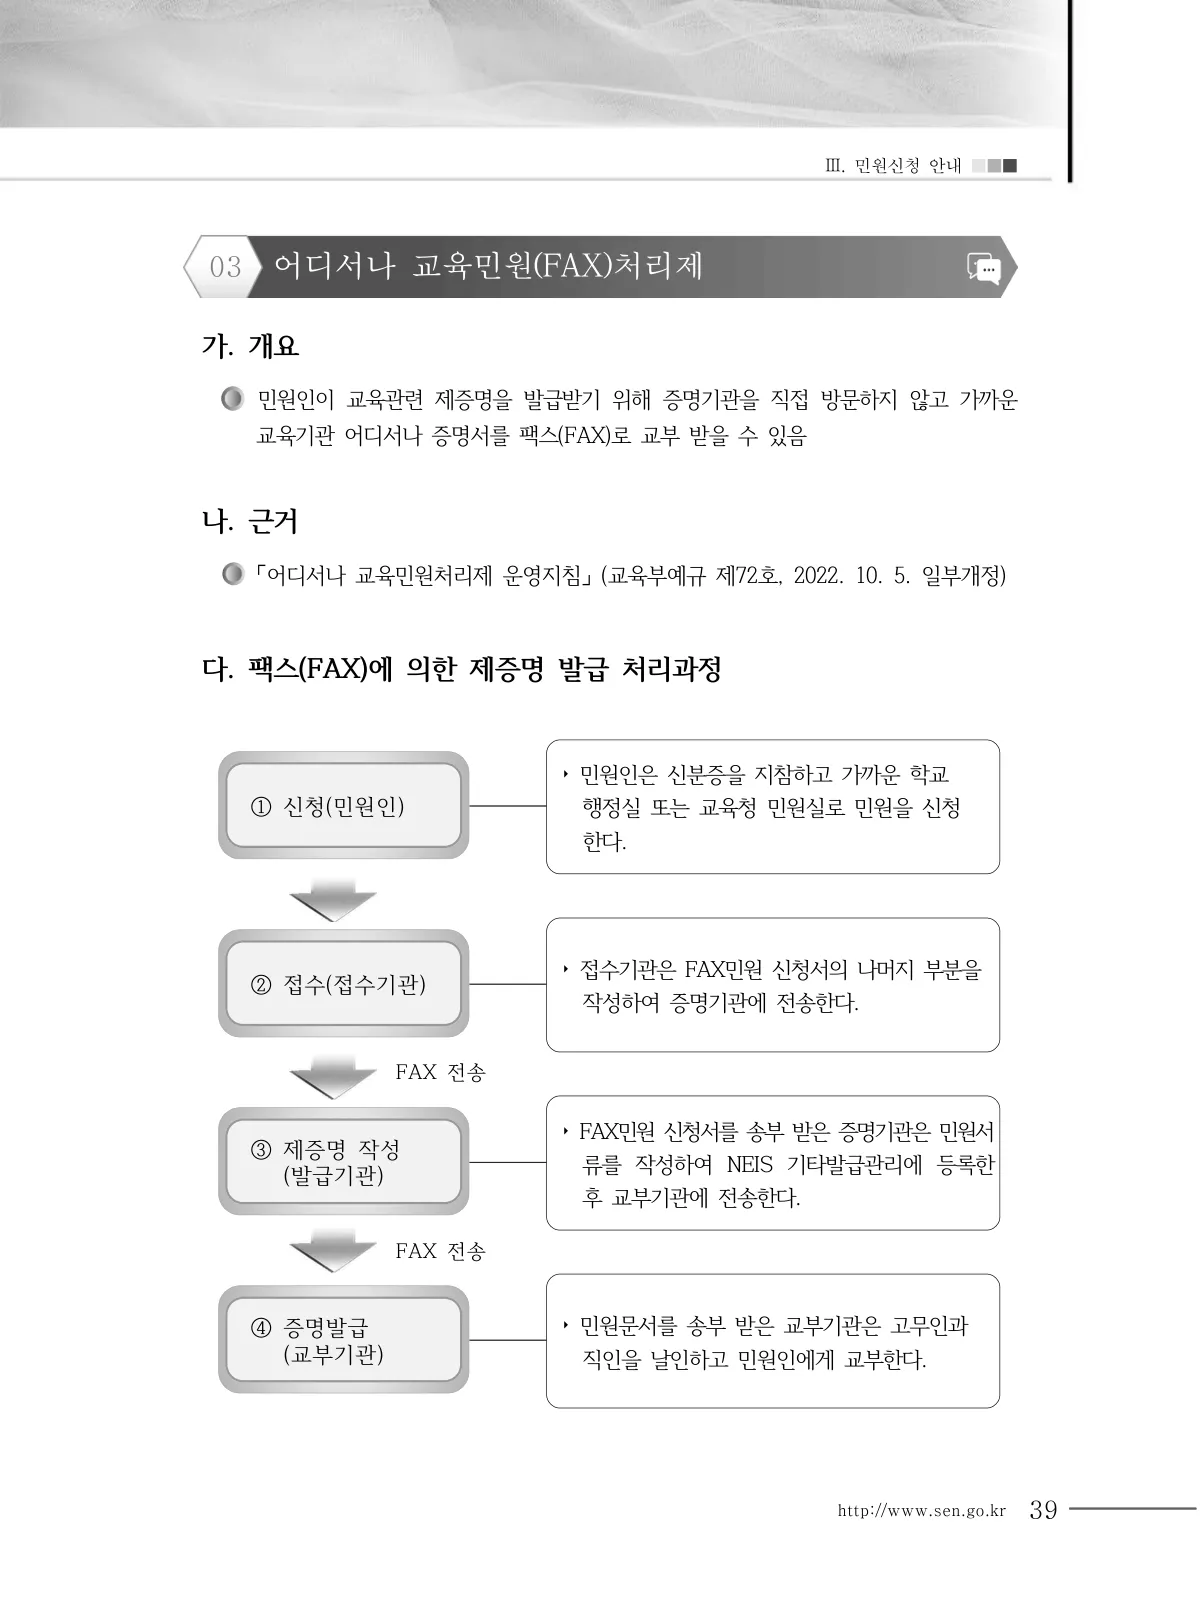 Ⅲ. 민원신청 안내
03 어디서나 교육민원(FAX)처리제
가. 개요
민원인이 교육관련 제증명을 발급받기 위해 증명기관을 직접 방문하지 않고 가까운
교육기관 어디서나 증명서를 팩스(FAX)로 교부 받을 수 있음
나. 근거
「어디서나 교육민원처리제 운영지침」(교육부예규 제72호, 2022. 10. 5. 일부개정)
다. 팩스(FAX)에 의한 제증명 발급 처리과정
① 신청(민원인)
‣ 민원인은 신분증을 지참하고 가까운 학교
행정실 또는 교육청 민원실로 민원을 신청
한다.
② 접수(접수기관)
‣ 접수기관은 FAX민원 신청서의 나머지 부분을
작성하여 증명기관에 전송한다.
FAX 전송
③ 제증명 작성
(발급기관)
‣ FAX민원 신청서를 송부 받은 증명기관은 민원서
류를 작성하여 NEIS 기타발급관리에 등록한
후 교부기관에 전송한다.
FAX 전송
④ 증명발급
(교부기관)
‣ 민원문서를 송부 받은 교부기관은 고무인과
직인을 날인하고 민원인에게 교부한다.
http://www.sen.go.kr 39